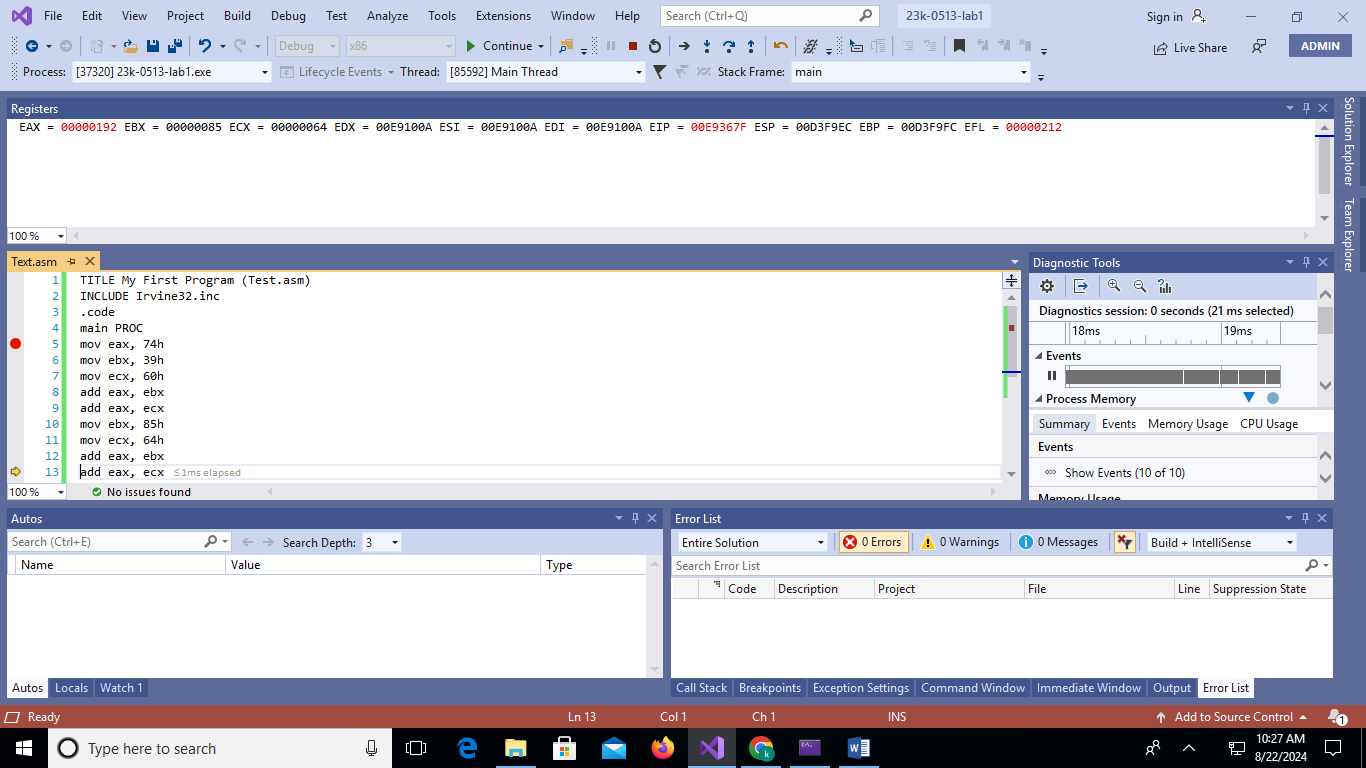 File Edit View Project Build Debug Test Analyze Tools Extensions Window Help Search (Ctrl+Q) 23k-0513-lab1 Sign in
Debug x86 Continue Live Share ADMIN
Process: [37320] 23k-0513-lab1.exe Lifecycle Events Thread: [85592] Main Thread Stack Frame: main
Registers
EAX = 00000192 EBX = 00000085 ECX = 00000064 EDX = 00E9100A ESI = 00E9100A EDI = 00E9100A EIP = 00E9367F ESP = 00D3F9EC EBP = 00D3F9FC EFL = 00000212
100 %
Solution Explorer
Team Explorer
Text.asm
1 TITLE My First Program (Test.asm)
2 INCLUDE Irvine32.inc
3 .code
4 main PROC
5 mov eax, 74h
6 mov ebx, 39h
7 mov ecx, 60h
8 add eax, ebx
9 add eax, ecx
10 mov ebx, 85h
11 mov ecx, 64h
12 add eax, ebx
13 add eax, ecx ≤1ms elapsed
100 % No issues found
Diagnostic Tools
Diagnostics session: 0 seconds (21 ms selected)
18ms 19ms
Events
Process Memory
Summary Events Memory Usage CPU Usage
Events
Show Events (10 of 10)
Memory Usage
Autos
Search (Ctrl+E) Search Depth: 3
Name Value Type
Autos Locals Watch 1
Error List
Entire Solution 0 Errors 0 Warnings 0 Messages Build + IntelliSense
Search Error List
Code Description Project File Line Suppression State
Call Stack Breakpoints Exception Settings Command Window Immediate Window Output Error List
Ready Ln 13 Col 1 Ch 1 INS Add to Source Control 1
Type here to search
10:27 AM
8/22/2024